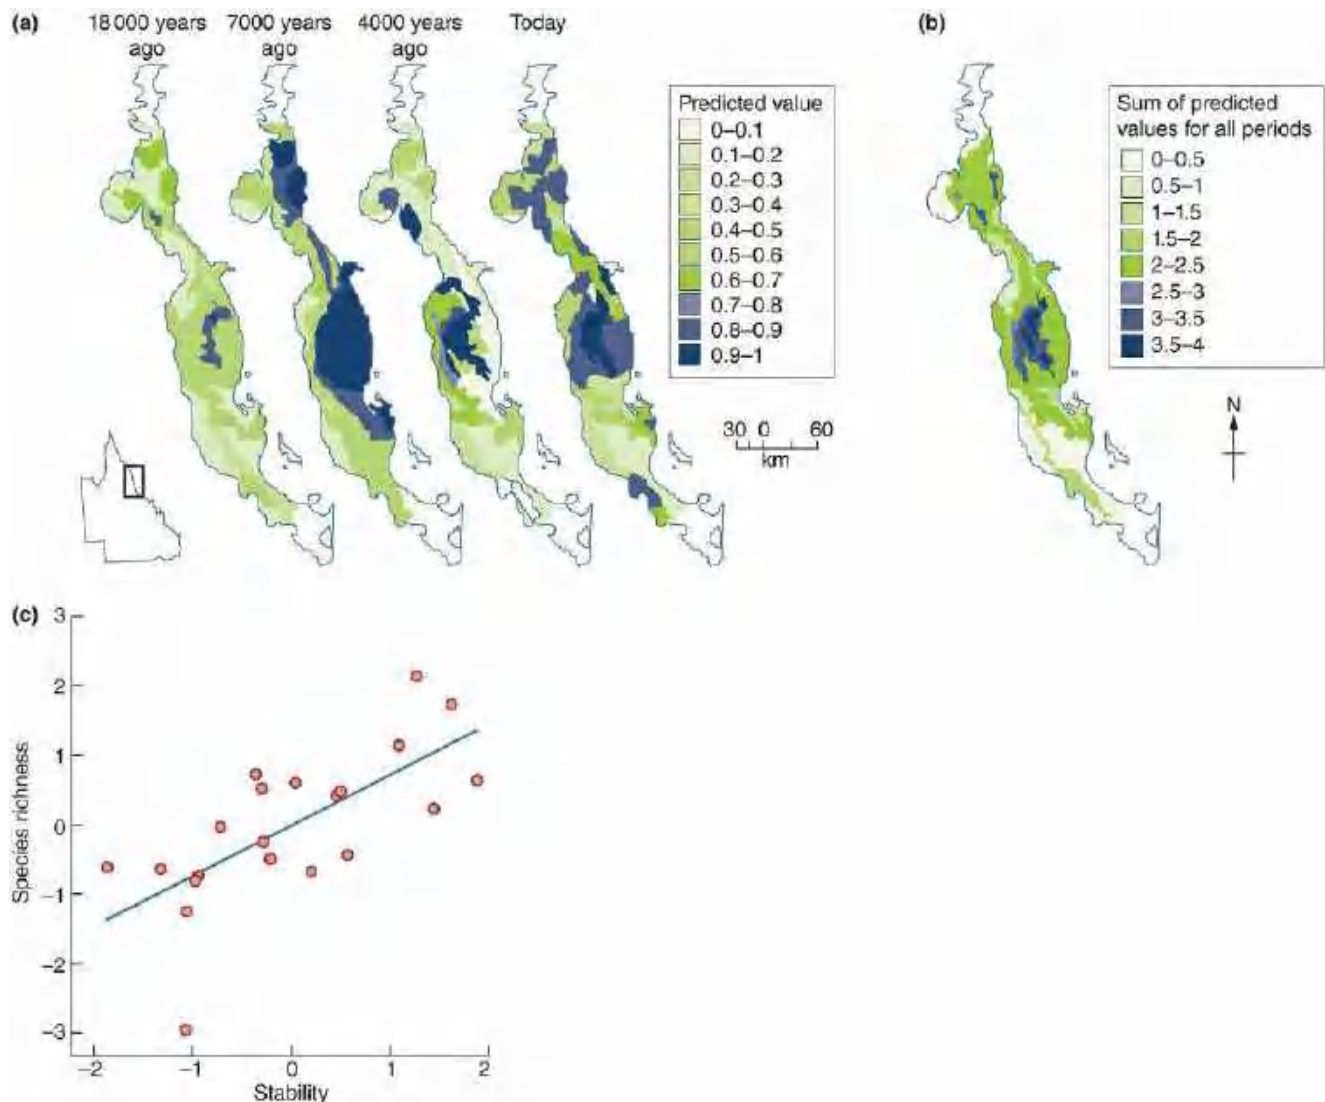 (a)
18 000 years ago
7000 years ago
4000 years ago
Today
Predicted value
0–0.1
0.1–0.2
0.2–0.3
0.3–0.4
0.4–0.5
0.5–0.6
0.6–0.7
0.7–0.8
0.8–0.9
0.9–1
30 0 60
km
(b)
Sum of predicted
values for all periods
0–0.5
0.5–1
1–1.5
1.5–2
2–2.5
2.5–3
3–3.5
3.5–4
N
(c)
3
2
1
0
−1
−2
−3
Species richness
−2 −1 0 1 2
Stability